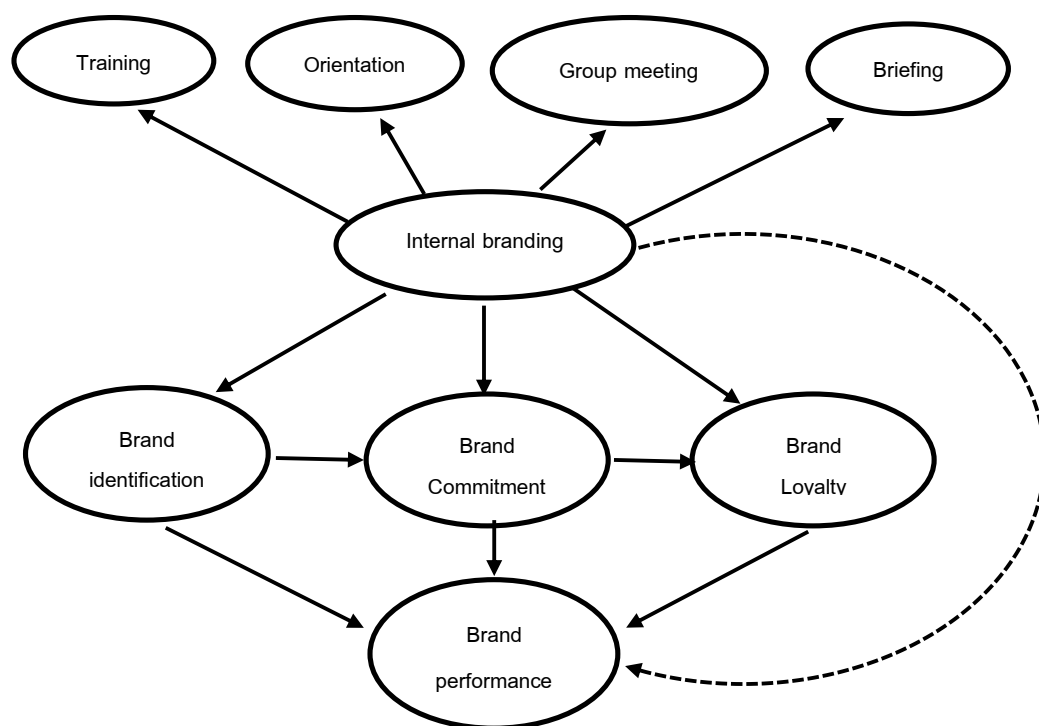 Training
Orientation
Group meeting
Briefing
Internal branding
Brand
identification
Brand
Commitment
Brand
Loyalty
Brand
performance